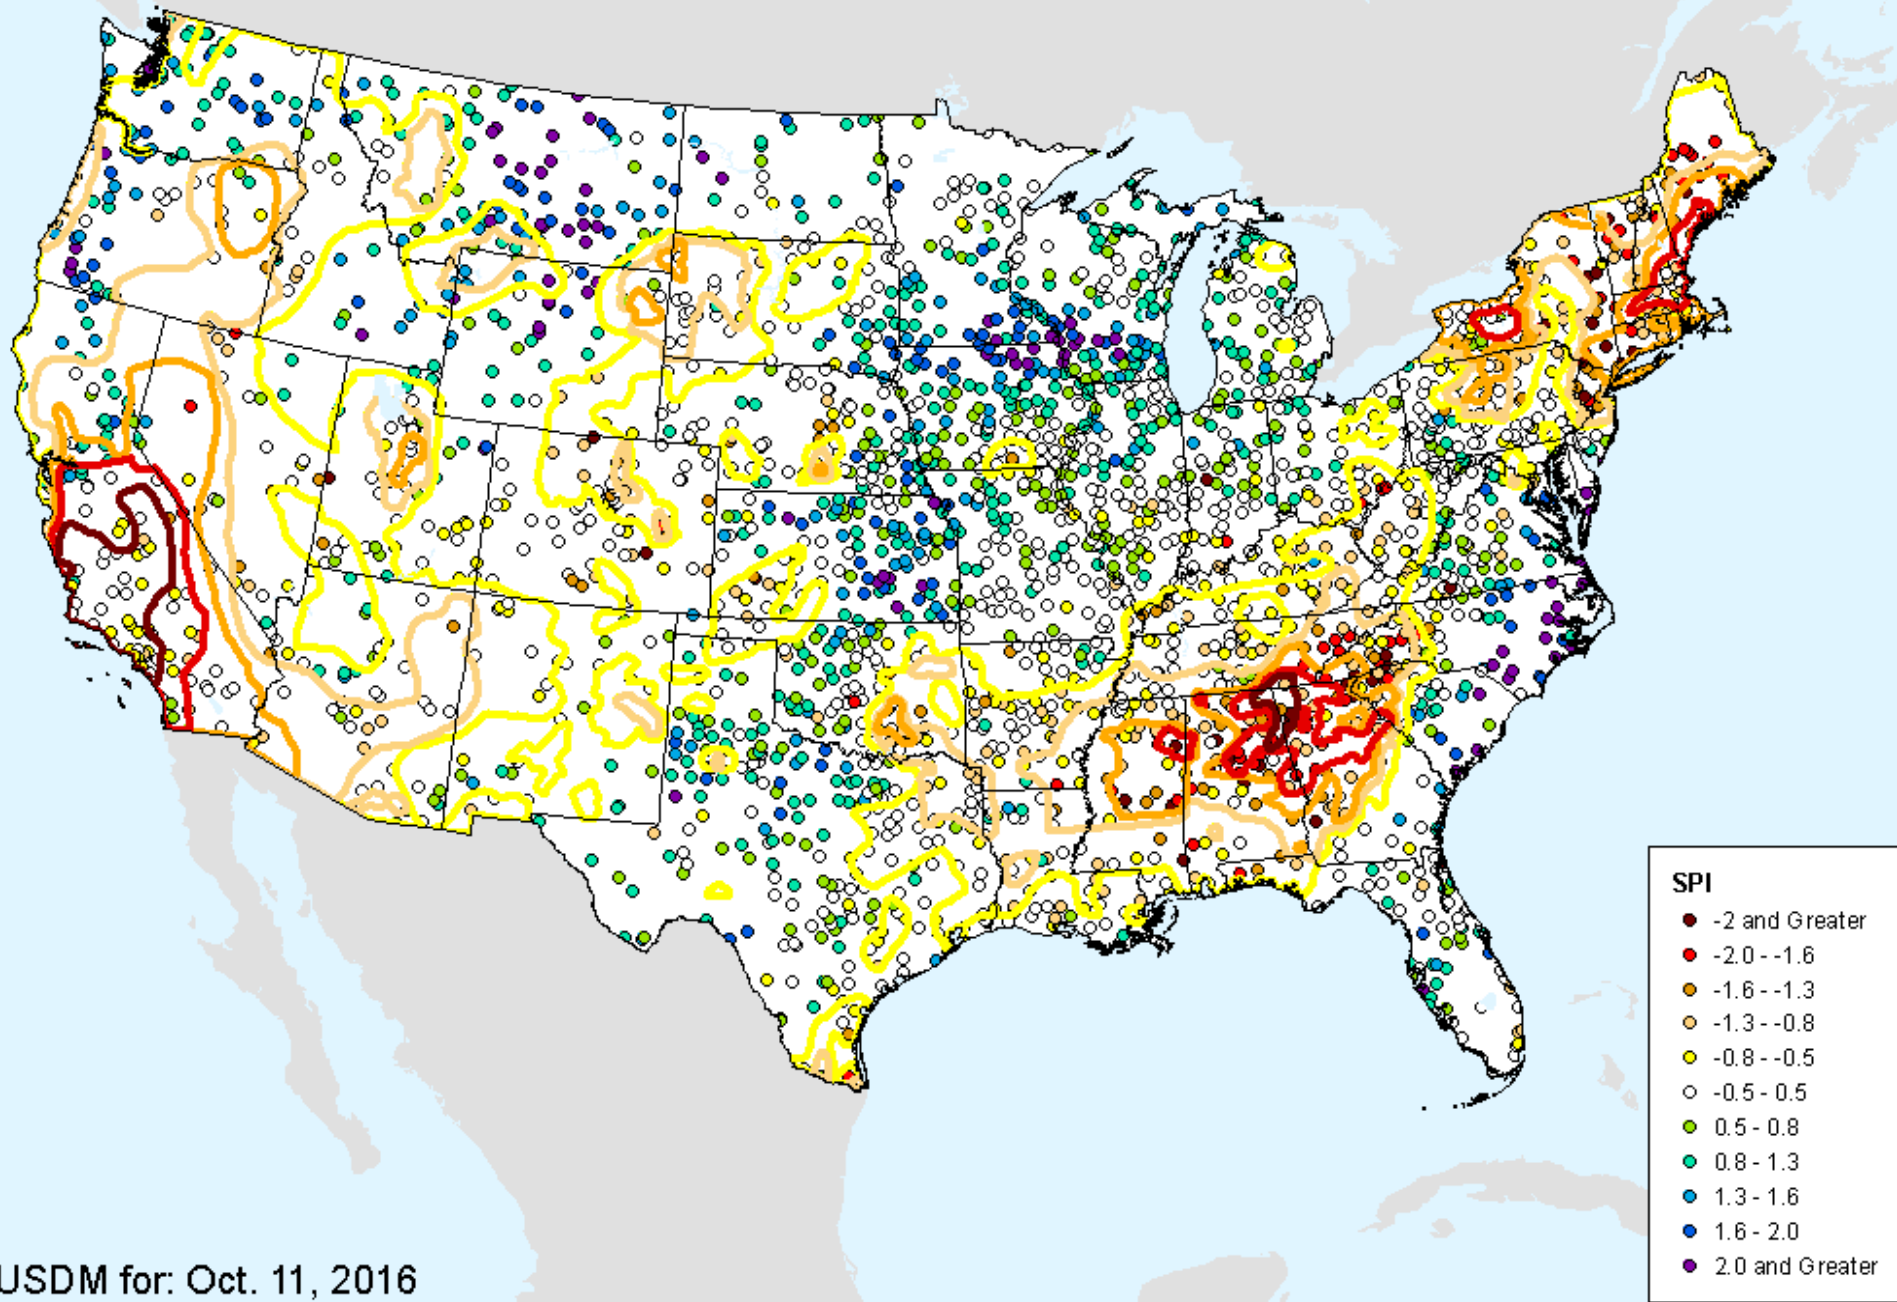 SPI
-2 and Greater
-2.0 - -1.6
-1.6 - -1.3
-1.3 - -0.8
-0.8 - -0.5
-0.5 - 0.5
0.5 - 0.8
0.8 - 1.3
1.3 - 1.6
1.6 - 2.0
2.0 and Greater
USDM for: Oct. 11, 2016